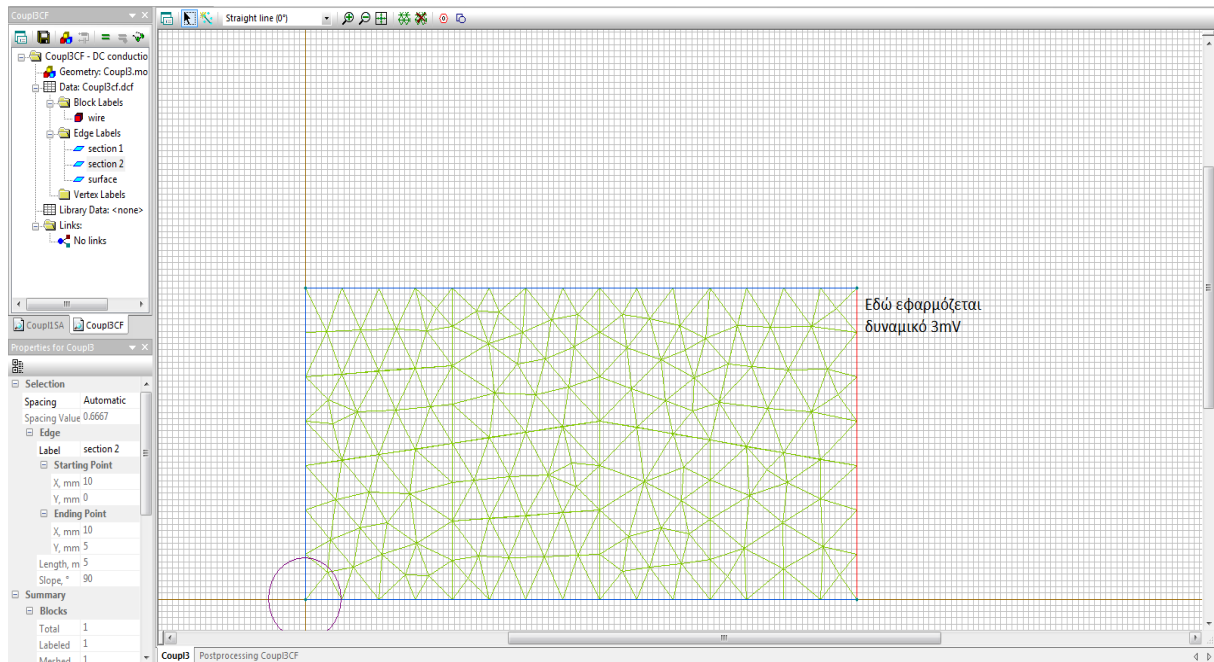 Coupl3CF
Straight line (0°)
Coupl3CF - DC conductio
Geometry: Coupl3.mo
Data: Coupl3cf.dcf
Block Labels
wire
Edge Labels
section 1
section 2
surface
Vertex Labels
Library Data: <none>
Links:
No links
Coupl1SA
Coupl3CF
Properties for Coupl3
Selection
Spacing Automatic
Spacing Value 0.6667
Edge
Label section 2
Starting Point
X, mm 10
Y, mm 0
Ending Point
X, mm 10
Y, mm 5
Length, m 5
Slope, ° 90
Summary
Blocks
Total 1
Labeled 1
Meshed 1
Εδώ εφαρμόζεται
δυναμικό 3mV
Coupl3 Postprocessing Coupl3CF